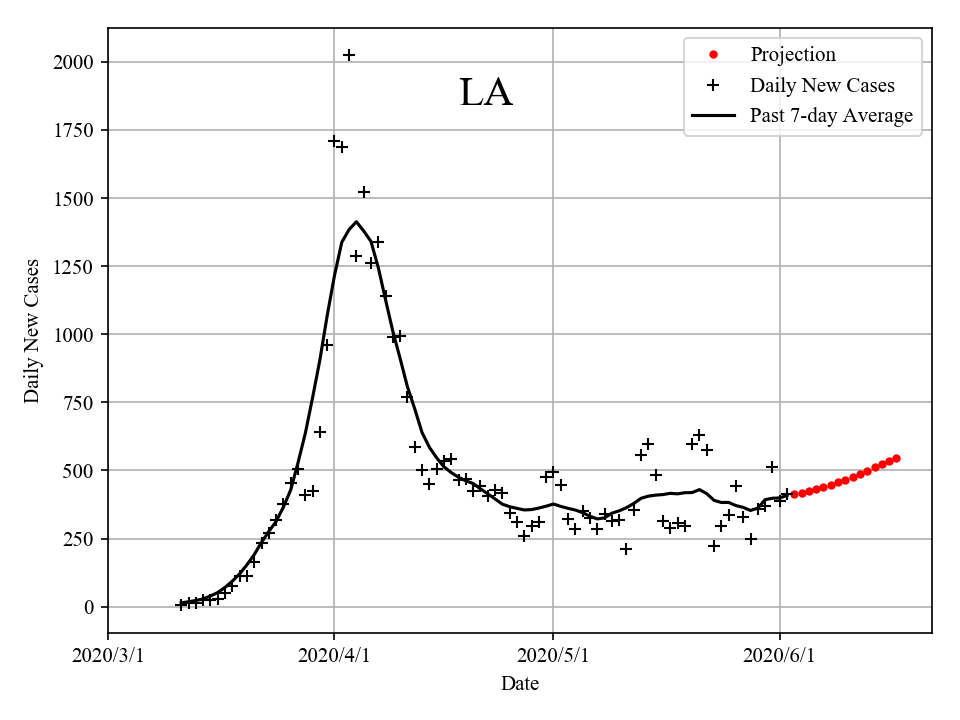 LA
Projection
Daily New Cases
Past 7-day Average
Daily New Cases
2000
1750
1500
1250
1000
750
500
250
0
2020/3/1 2020/4/1 2020/5/1 2020/6/1
Date